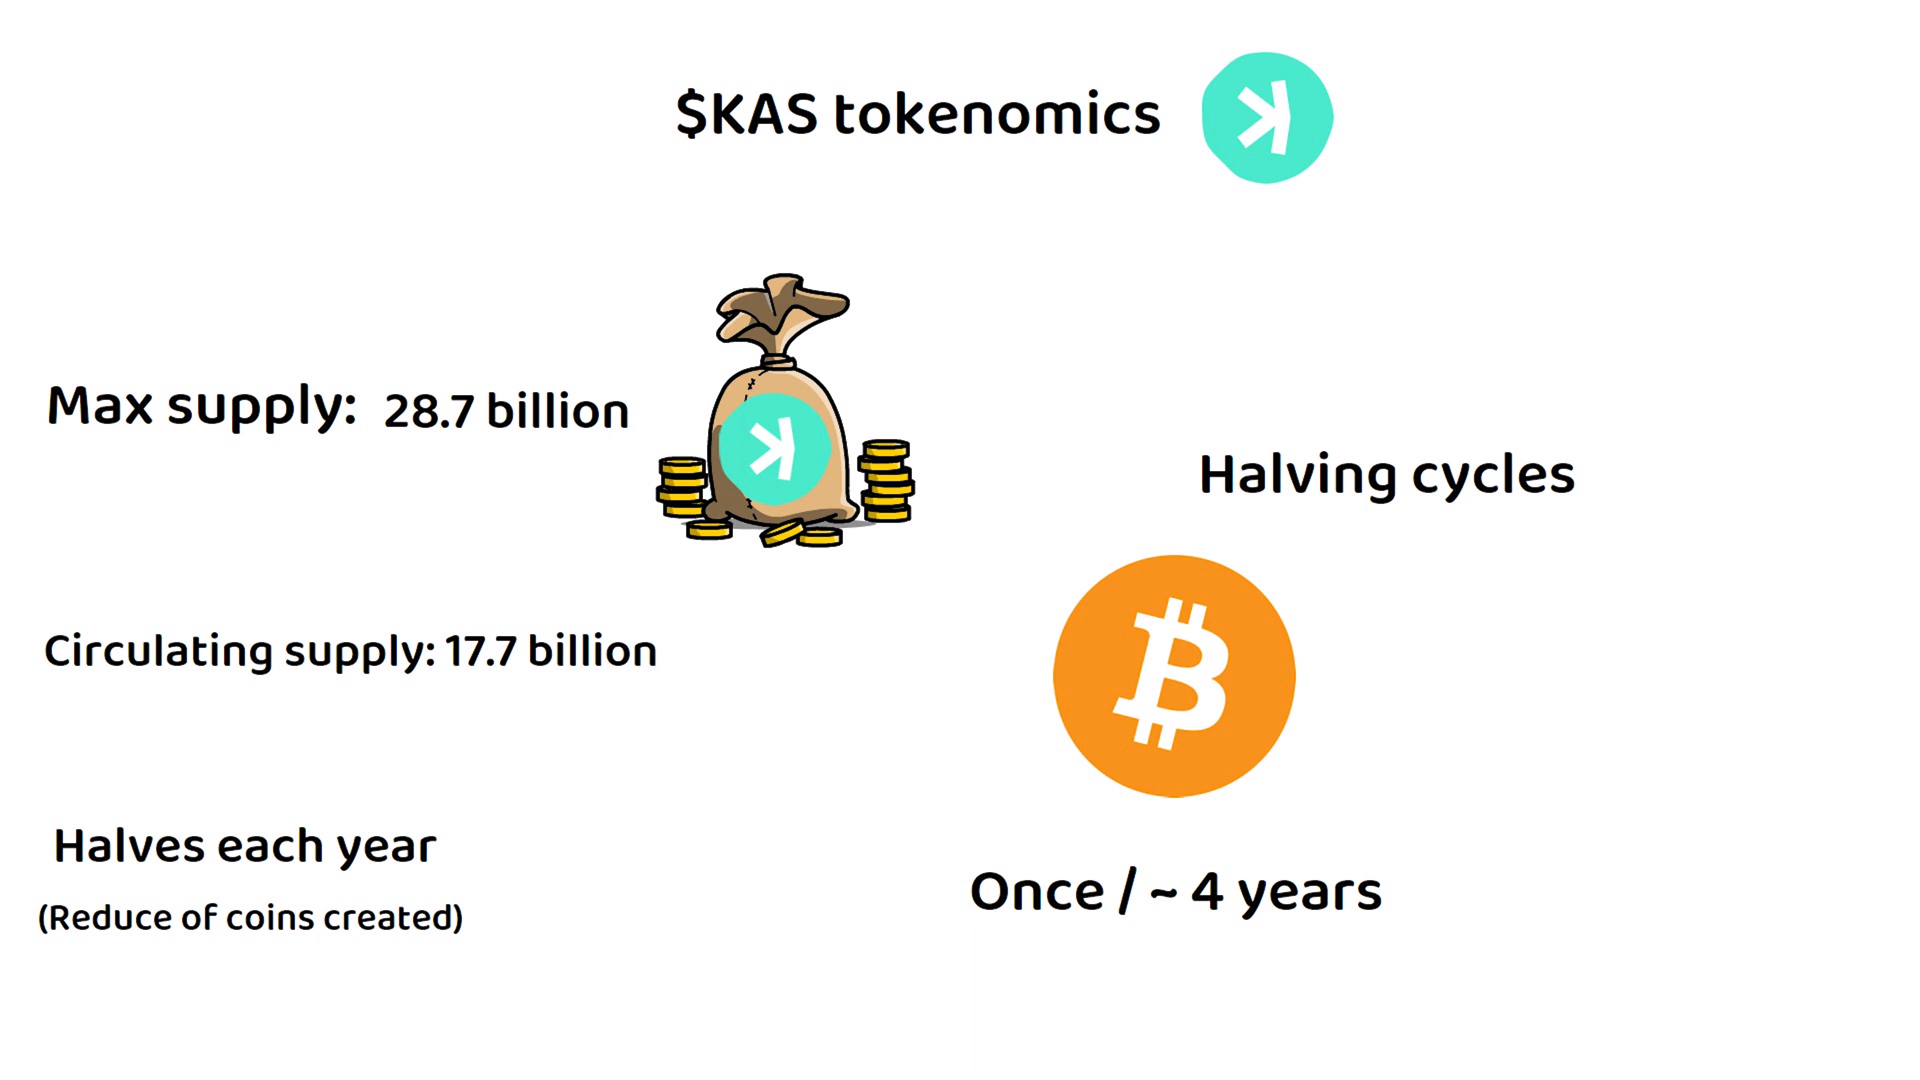 $KAS tokenomics
Max supply: 28.7 billion
Circulating supply: 17.7 billion
Halves each year
(Reduce of coins created)
Halving cycles
Once / ~ 4 years